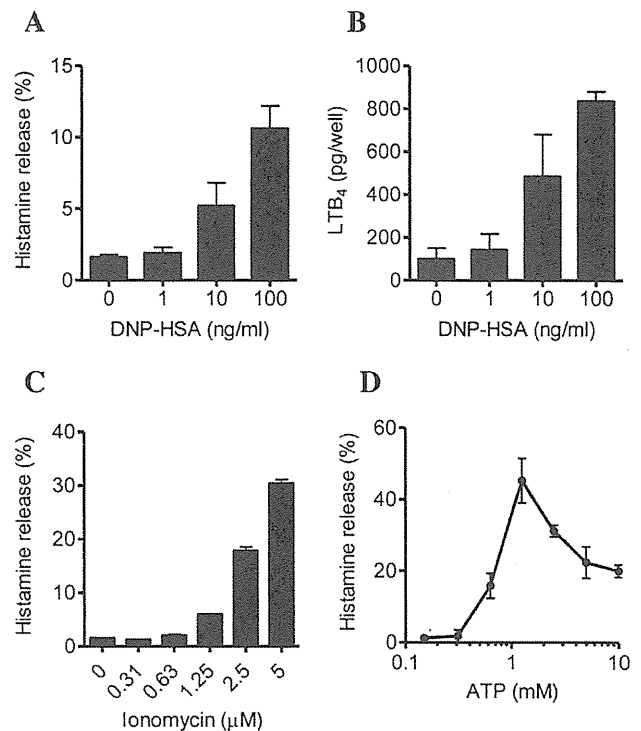 A
Histamine release (%)
15
10
5
0
0 1 10 100
DNP-HSA (ng/ml)
B
LTB4 (pg/well)
1000
800
600
400
200
0
0 1 10 100
DNP-HSA (ng/ml)
C
Histamine release (%)
40
30
20
10
0
0 0.31 0.63 1.25 2.5 5
Ionomycin (μM)
D
Histamine release (%)
60
40
20
0
0.1 1 10
ATP (mM)